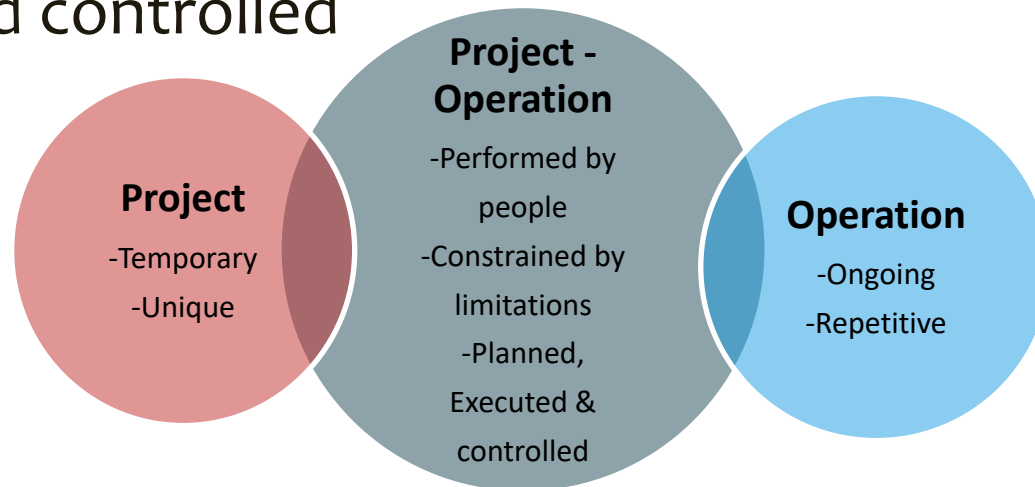 d controlled
Project -
Operation
-Performed by
people
-Constrained by
limitations
-Planned,
Executed &
controlled
Project
-Temporary
-Unique
Operation
-Ongoing
-Repetitive